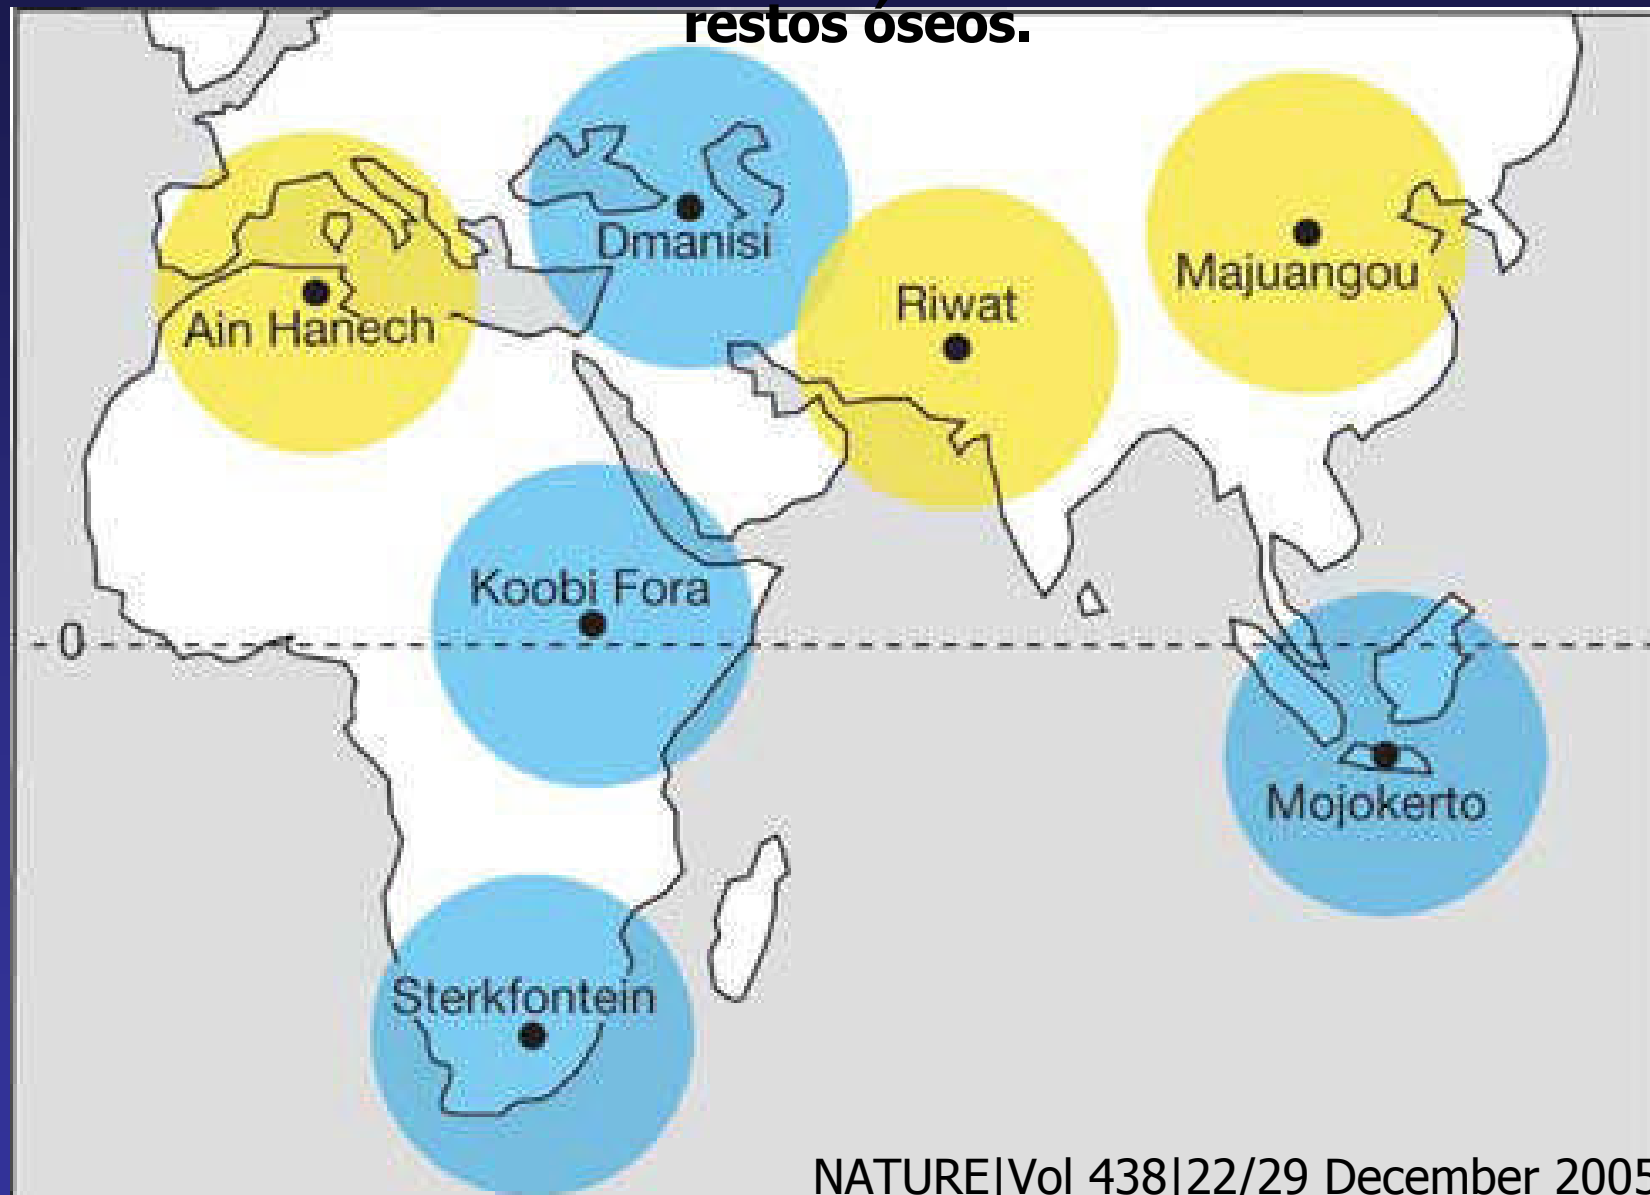 restos óseos.
Dmanisi
Majuangou
Riwat
Ain Hanech
Koobi Fora
0
Mojokerto
Sterkfontein
NATURE|Vol 438|22/29 December 2005